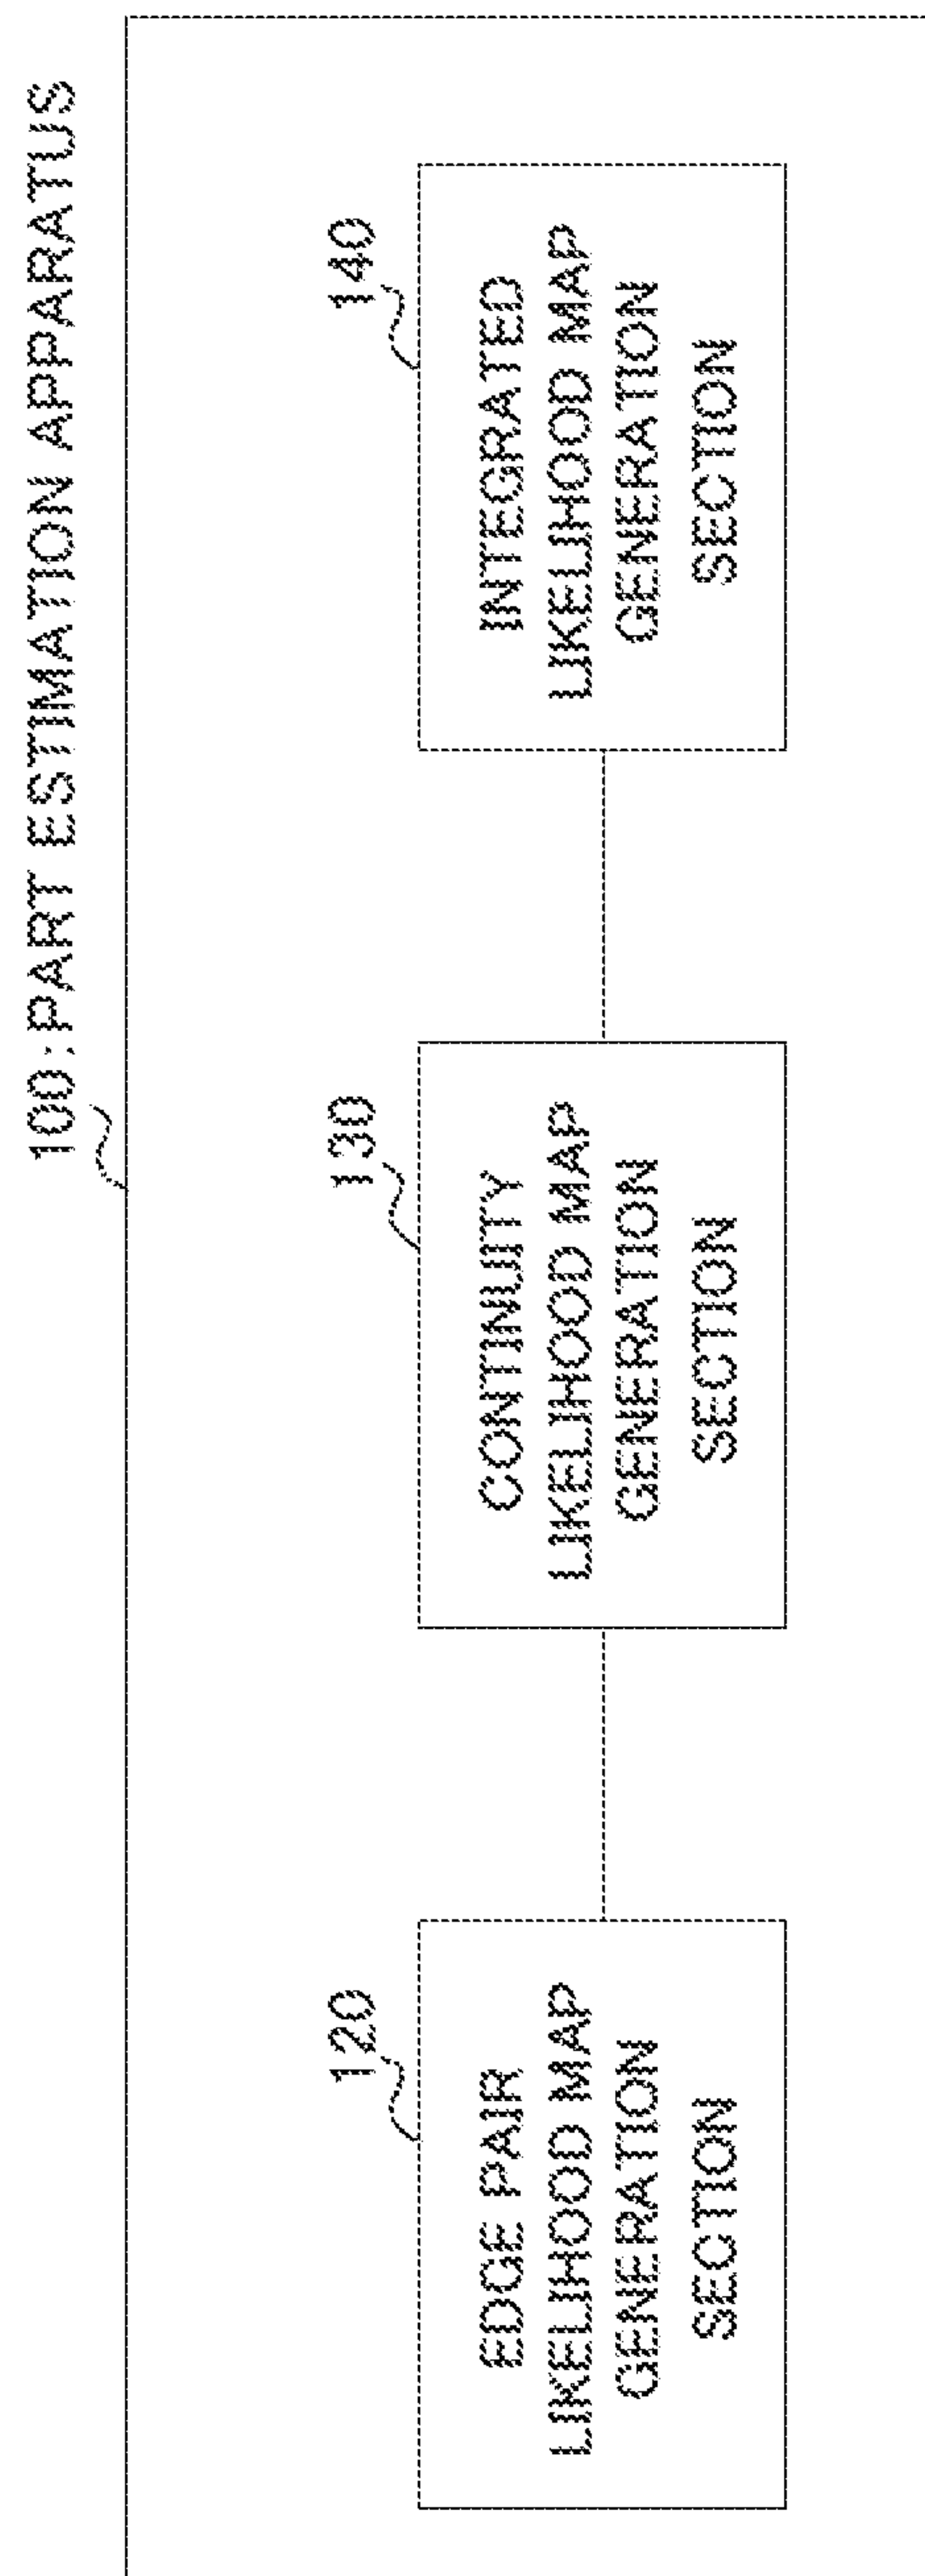 100:PART ESTIMATION APPARATUS
120
EDGE PAIR
LIKELIHOOD MAP
GENERATION
SECTION
130
CONTINUITY
LIKELIHOOD MAP
GENERATION
SECTION
140
INTEGRATED
LIKELIHOOD MAP
GENERATION
SECTION